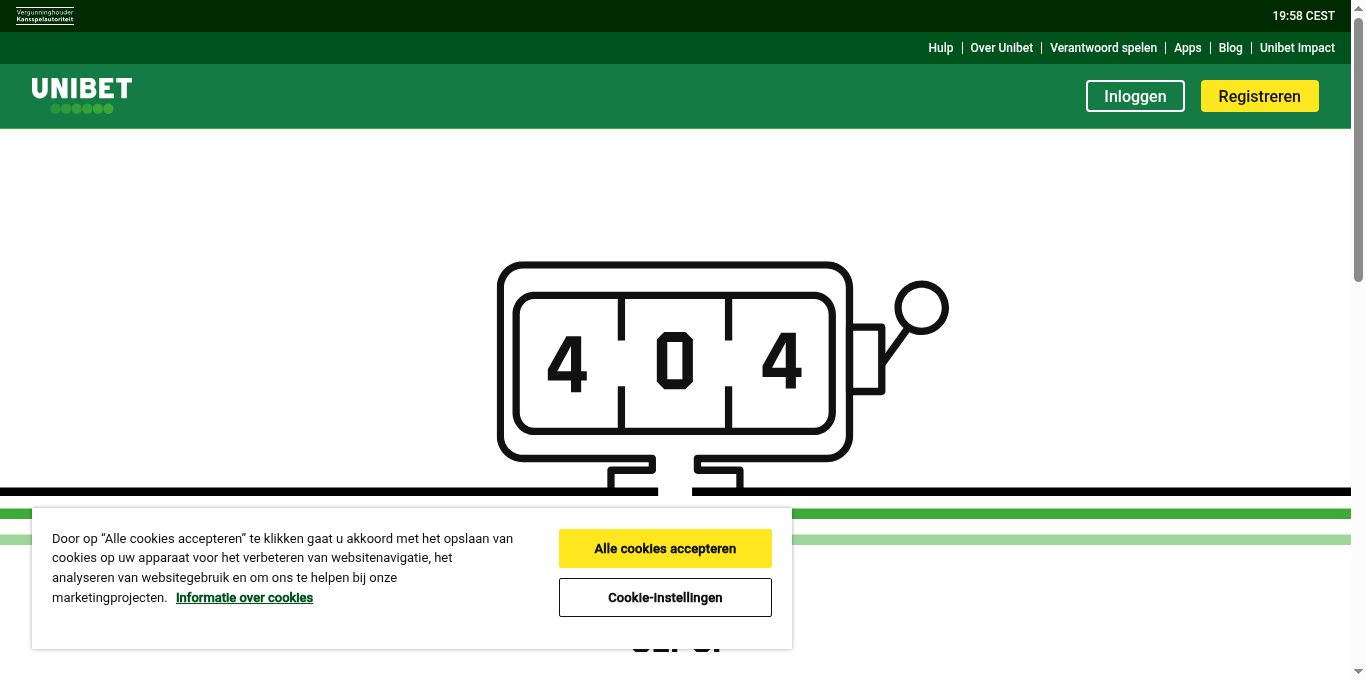 Vergunninghouder
Kansspelautoriteit
19:58 CEST
Hulp
Over Unibet
Verantwoord spelen
Apps
Blog
Unibet Impact
UNIBET
Inloggen
Registreren
4 0 4
Door op “Alle cookies accepteren” te klikken gaat u akkoord met het opslaan van
cookies op uw apparaat voor het verbeteren van websitenavigatie, het
analyseren van websitegebruik en om ons te helpen bij onze
marketingprojecten. Informatie over cookies
Alle cookies accepteren
Cookie-instellingen